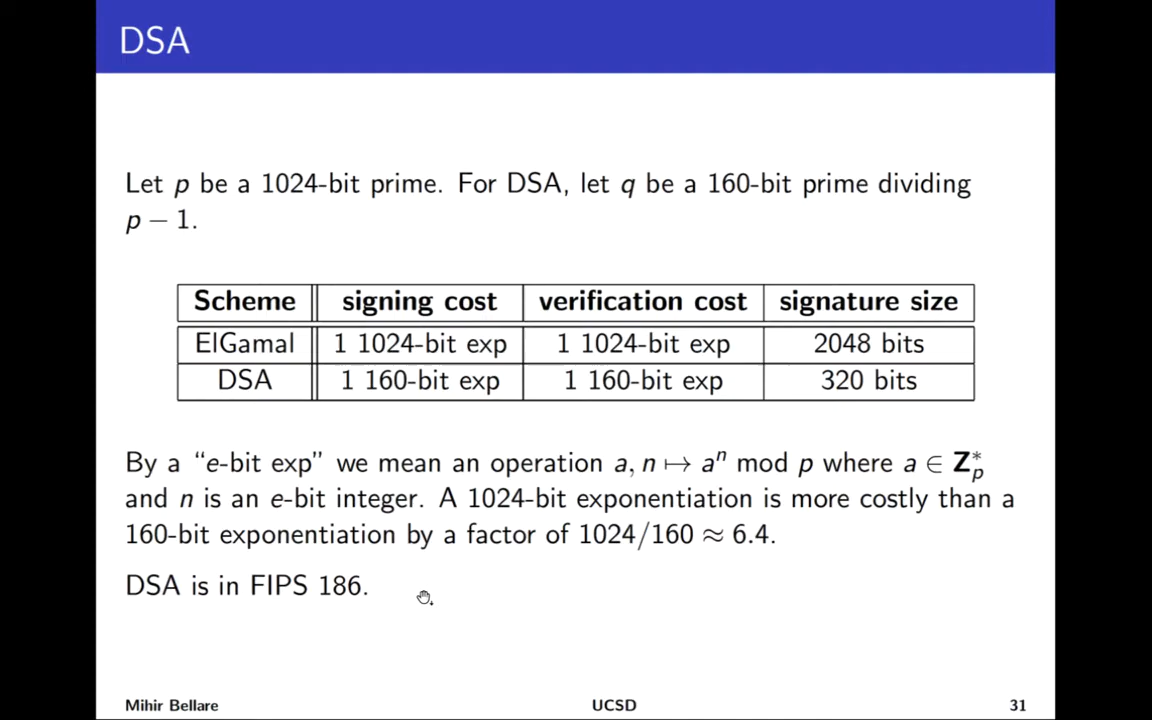 DSA
Let p be a 1024-bit prime. For DSA, let q be a 160-bit prime dividing
p − 1.
Scheme signing cost verification cost signature size
ElGamal 1 1024-bit exp 1 1024-bit exp 2048 bits
DSA 1 160-bit exp 1 160-bit exp 320 bits
By a “e-bit exp” we mean an operation a, n ↦ aⁿ mod p where a ∈ Z*ₚ
and n is an e-bit integer. A 1024-bit exponentiation is more costly than a
160-bit exponentiation by a factor of 1024/160 ≈ 6.4.
DSA is in FIPS 186.
Mihir Bellare UCSD 31